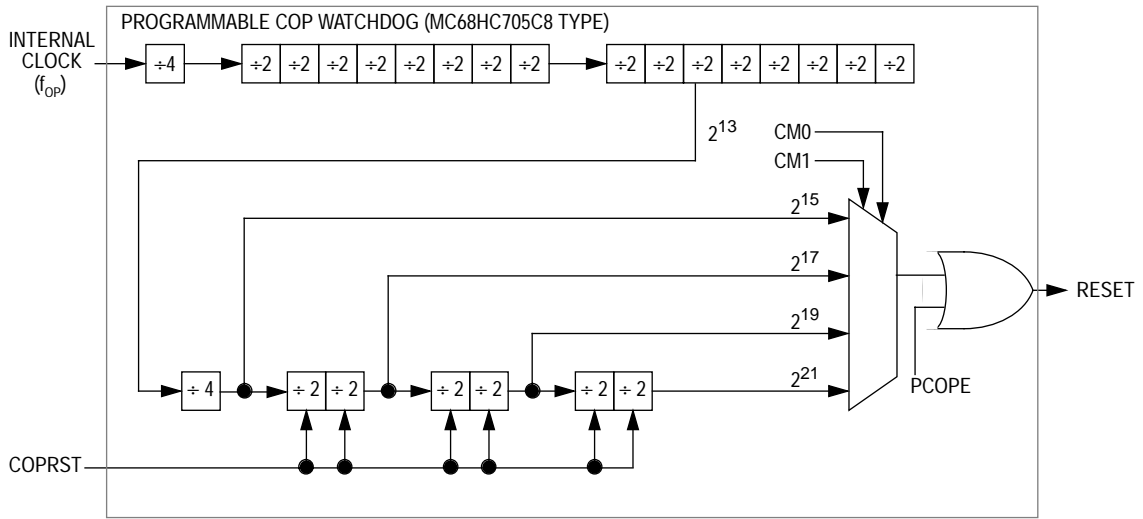 PROGRAMMABLE COP WATCHDOG (MC68HC705C8 TYPE)
INTERNAL
CLOCK
(fOP)
÷4 ÷2 ÷2 ÷2 ÷2 ÷2 ÷2 ÷2 ÷2 ÷2 ÷2 ÷2 ÷2 ÷2 ÷2 ÷2 ÷2
2^13
CM0
CM1
2^15
2^17
2^19
2^21
RESET
PCOPE
÷ 4 ÷ 2 ÷ 2 ÷ 2 ÷ 2 ÷ 2 ÷ 2
COPRST